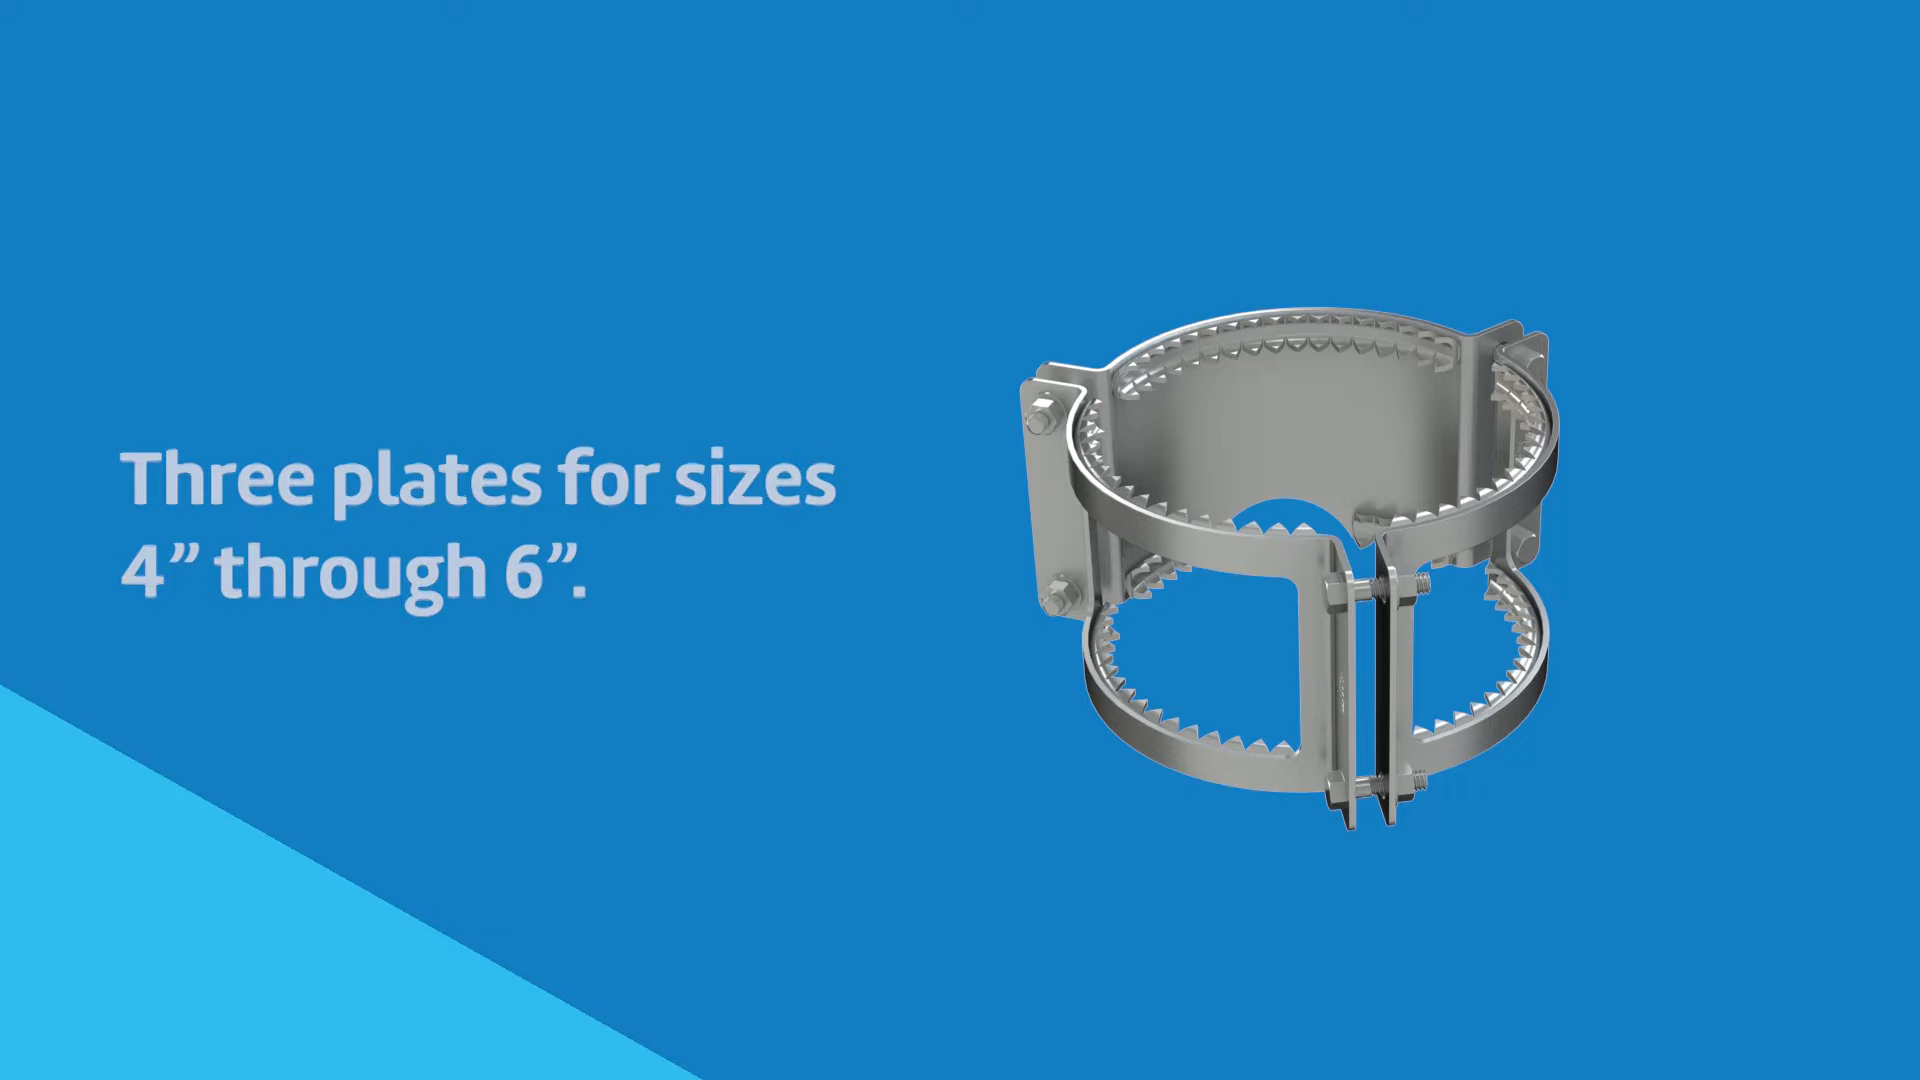 Three plates for sizes
4” through 6”.